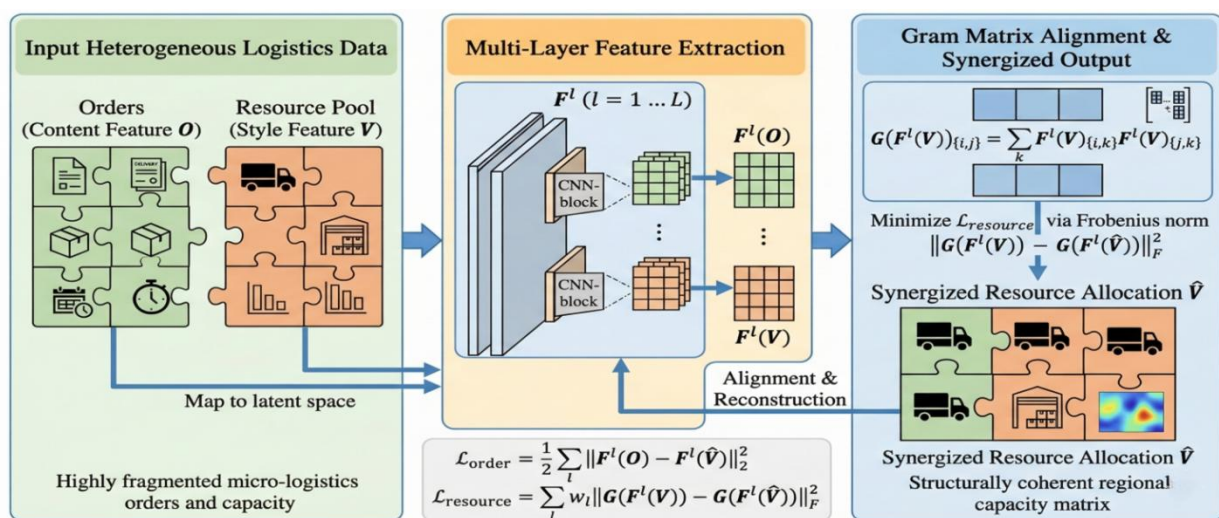 Input Heterogeneous Logistics Data
Orders
(Content Feature O)
Resource Pool
(Style Feature V)
DELIVERY
Map to latent space
Highly fragmented micro-logistics
orders and capacity
Multi-Layer Feature Extraction
F^l (l = 1 ... L)
CNN-
block
⋮
CNN-
block
F^l(O)
⋮
F^l(V)
Alignment &
Reconstruction
L_order = 1/2 ∑_l ||F^l(O) − F^l(V̂)||_2^2
L_resource = ∑_l w_l||G(F^l(V)) − G(F^l(V̂))||_F^2
Gram Matrix Alignment &
Synergized Output
G(F^l(V))_{i,j} = ∑_k F^l(V)_{i,k}F^l(V)_{j,k}
Minimize L_resource via Frobenius norm
||G(F^l(V)) − G(F^l(V̂))||_F^2
Synergized Resource Allocation V̂
Synergized Resource Allocation V̂
Structurally coherent regional
capacity matrix